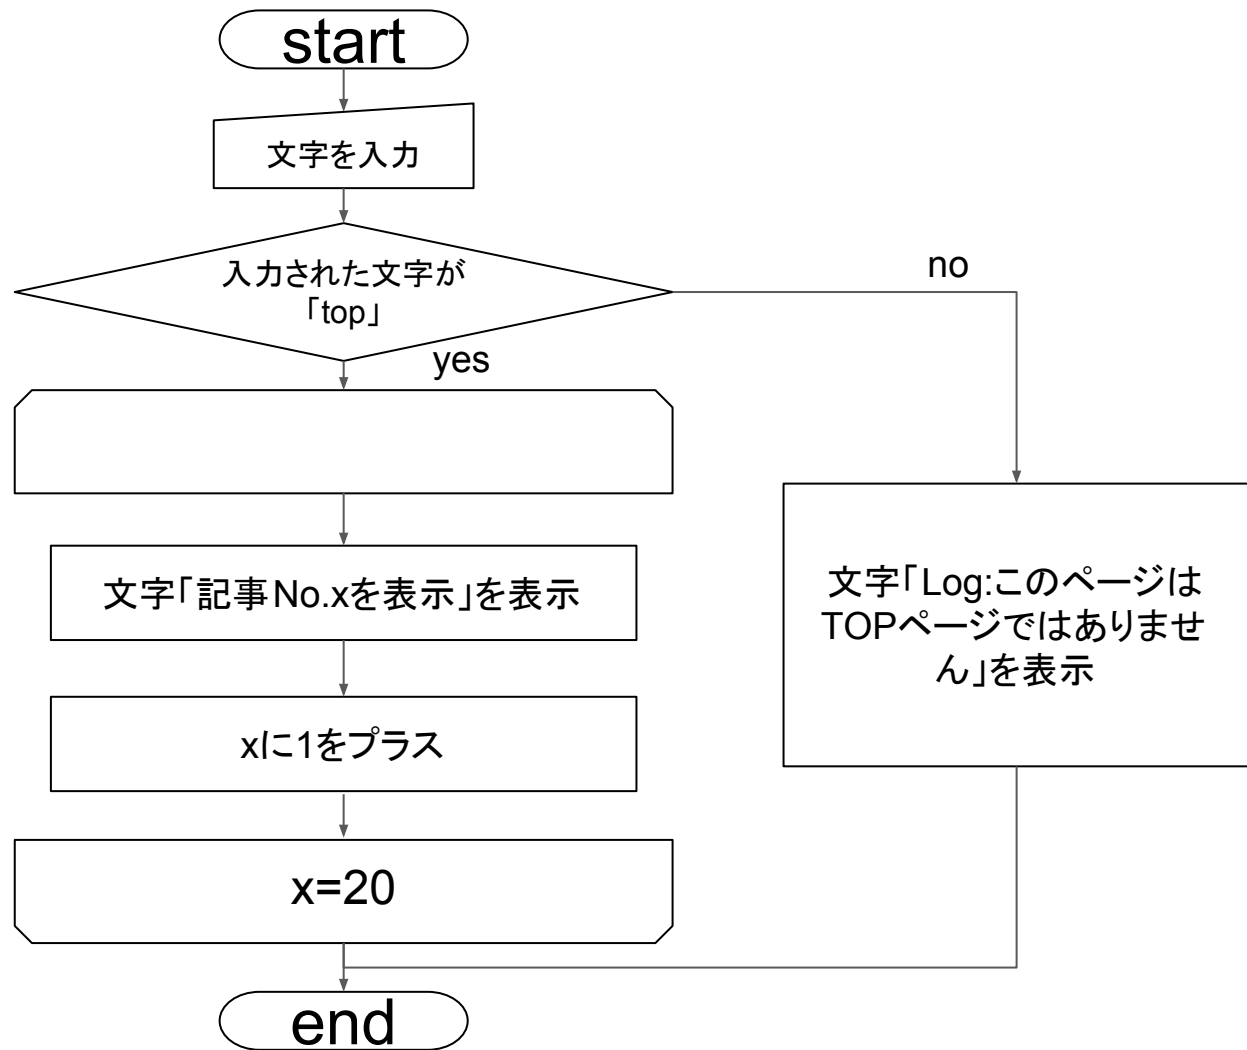 start
文字を入力
入力された文字が
「top」
no
yes
文字「記事No.xを表示」を表示
文字「Log:このページは
TOPページではありませ
ん」を表示
xに1をプラス
x=20
end